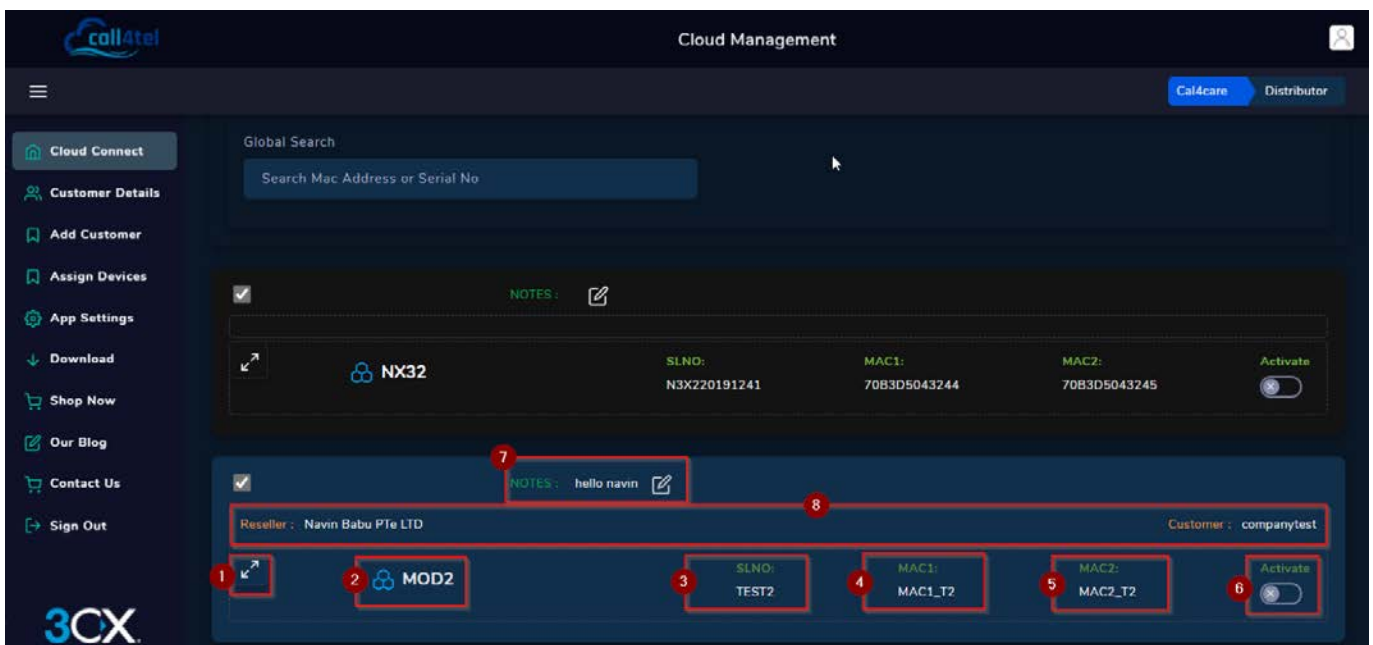 call4tel
Cloud Management
Cal4care Distributor
Cloud Connect
Customer Details
Add Customer
Assign Devices
App Settings
Download
Shop Now
Our Blog
Contact Us
Sign Out
3CX.
Global Search
Search Mac Address or Serial No
NOTES :
NX32
SLNO: MAC1: MAC2: Activate
N3X220191241 70B3D5043244 70B3D5043245
7
NOTES : hello navin
8
Reseller : Navin Babu PTe LTD Customer : companytest
1 2 MOD2 3 SLNO: 4 MAC1: 5 MAC2: 6 Activate
TEST2 MAC1_T2 MAC2_T2